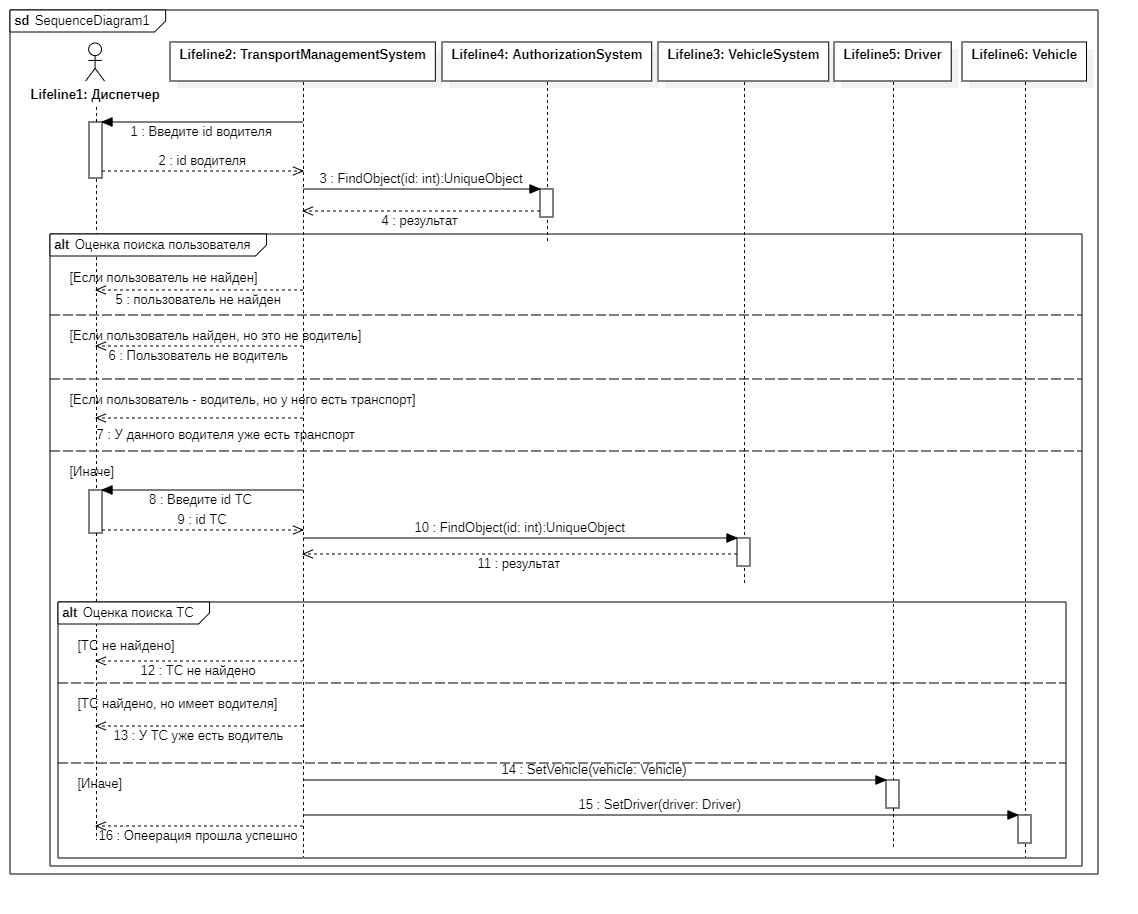 sd SequenceDiagram1
Lifeline1: Диспетчер
Lifeline2: TransportManagementSystem
Lifeline4: AuthorizationSystem
Lifeline3: VehicleSystem
Lifeline5: Driver
Lifeline6: Vehicle
1 : Введите id водителя
2 : id водителя
3 : FindObject(id: int):UniqueObject
4 : результат
alt Оценка поиска пользователя
[Если пользователь не найден]
5 : пользователь не найден
[Если пользователь найден, но это не водитель]
6 : Пользователь не водитель
[Если пользователь - водитель, но у него есть транспорт]
7 : У данного водителя уже есть транспорт
[Иначе]
8 : Введите id ТС
9 : id ТС
10 : FindObject(id: int):UniqueObject
11 : результат
alt Оценка поиска ТС
[ТС не найдено]
12 : ТС не найдено
[ТС найдено, но имеет водителя]
13 : У ТС уже есть водитель
14 : SetVehicle(vehicle: Vehicle)
[Иначе]
15 : SetDriver(driver: Driver)
16 : Опеерация прошла успешно